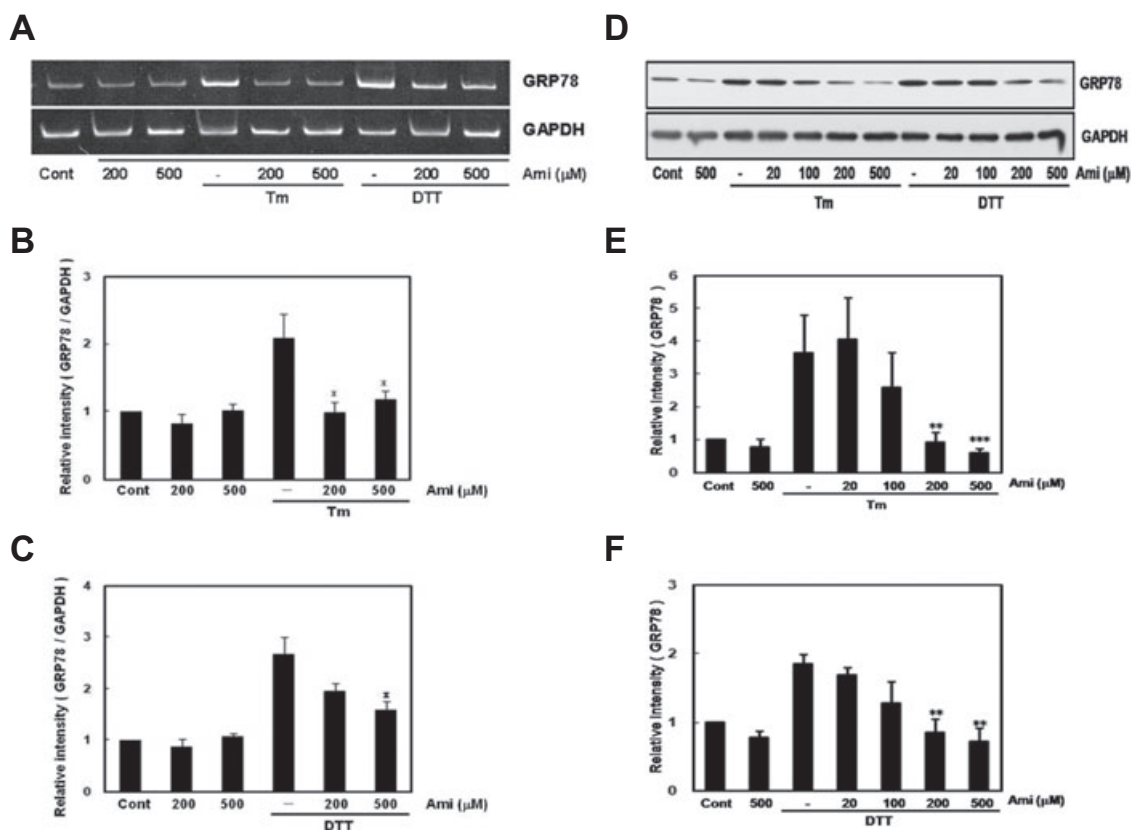 A
GRP78
GAPDH
Cont 200 500 - 200 500 - 200 500 Ami (μM)
Tm DTT
B
Relative intensity ( GRP78 / GAPDH )
3
2
1
0
Cont 200 500 — 200 500 Ami (μM)
x x
Tm
C
Relative intensity ( GRP78 / GAPDH )
4
3
2
1
0
Cont 200 500 — 200 500
x
Ami (μM)
DTT
D
GRP78
GAPDH
Cont 500 - 20 100 200 500 - 20 100 200 500 Ami (μM)
Tm DTT
E
Relative Intensity ( GRP78 )
6
5
4
3
2
1
0
** ***
Cont 500 - 20 100 200 500 Ami (μM)
Tm
F
Relative Intensity ( GRP78 )
3
2
1
0
** **
Cont 500 - 20 100 200 500 Ami (μM)
DTT